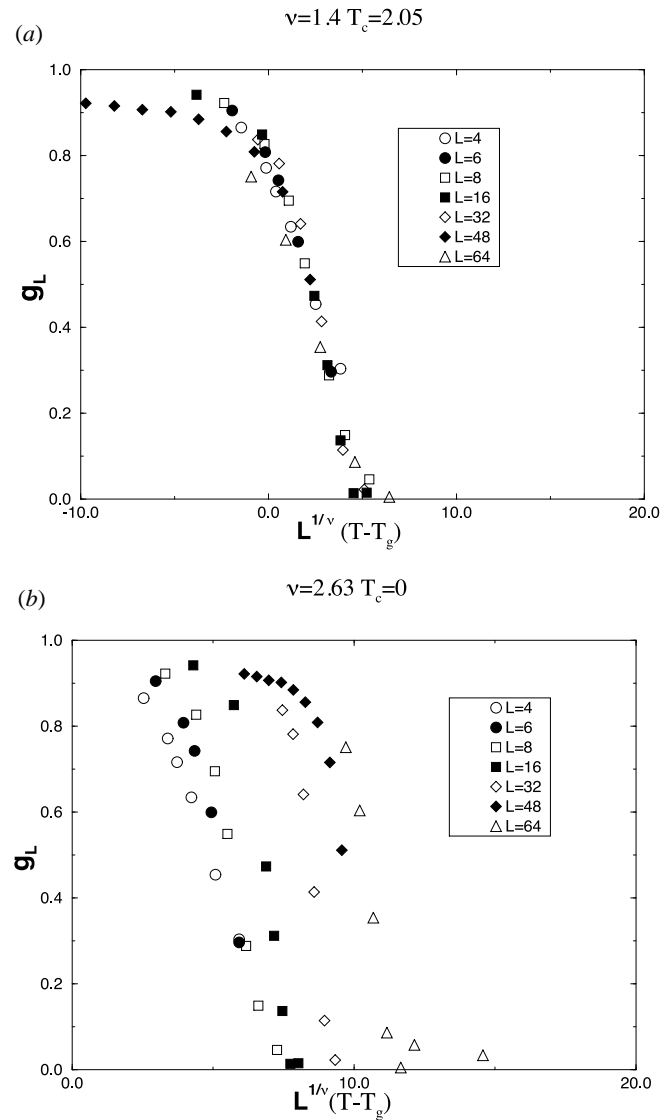 (a)
ν=1.4 T_c=2.05
1.0
0.8
0.6
0.4
0.2
0.0
g_L
L=4
L=6
L=8
L=16
L=32
L=48
L=64
-10.0 0.0 10.0 20.0
L^{1/ν} (T-T_g)
(b)
ν=2.63 T_c=0
1.0
0.8
0.6
0.4
0.2
0.0
g_L
L=4
L=6
L=8
L=16
L=32
L=48
L=64
0.0 10.0 20.0
L^{1/ν} (T-T_g)